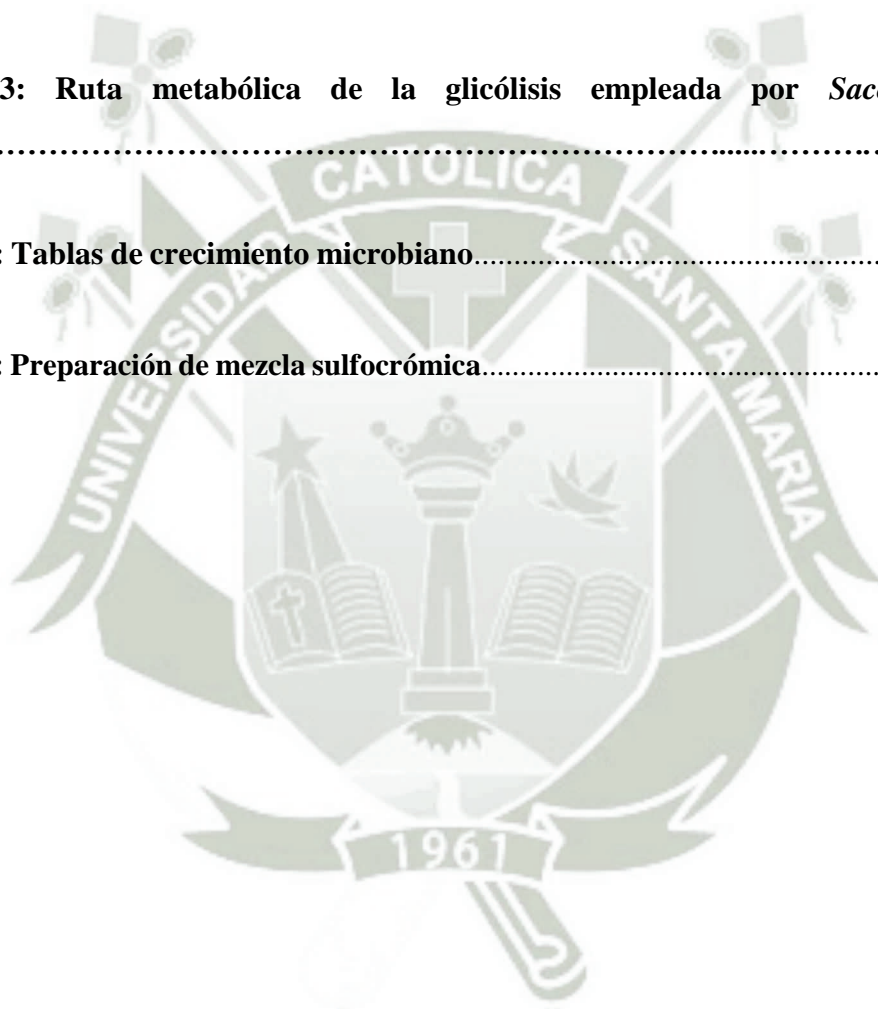 3: Ruta metabólica de la glicólisis empleada por
: Tablas de crecimiento microbiano
: Preparación de mezcla sulfocrómica
UNIVERSIDAD CATOLICA SANTA MARIA
1961